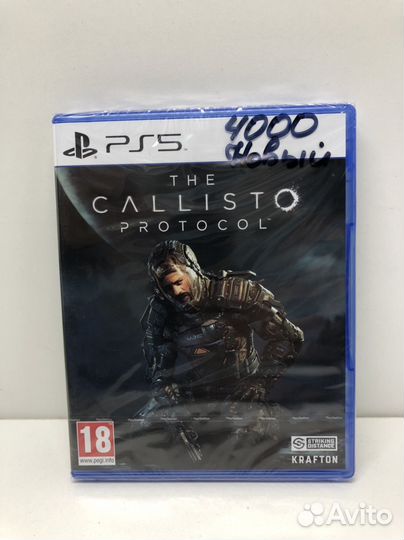 PS5
4000
Новый
THE
CALLISTO
PROTOCOL
18
www.pegi.info
STRIKING
DISTANCE
KRAFTON
Avito